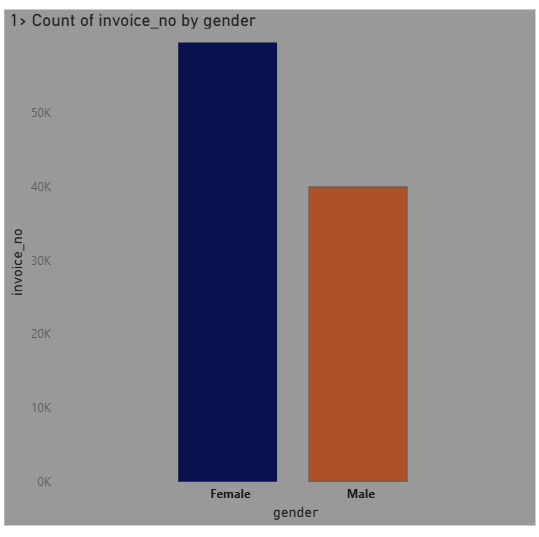 1> Count of invoice_no by gender
50K
40K
30K
20K
10K
0K
invoice_no
Female Male
gender